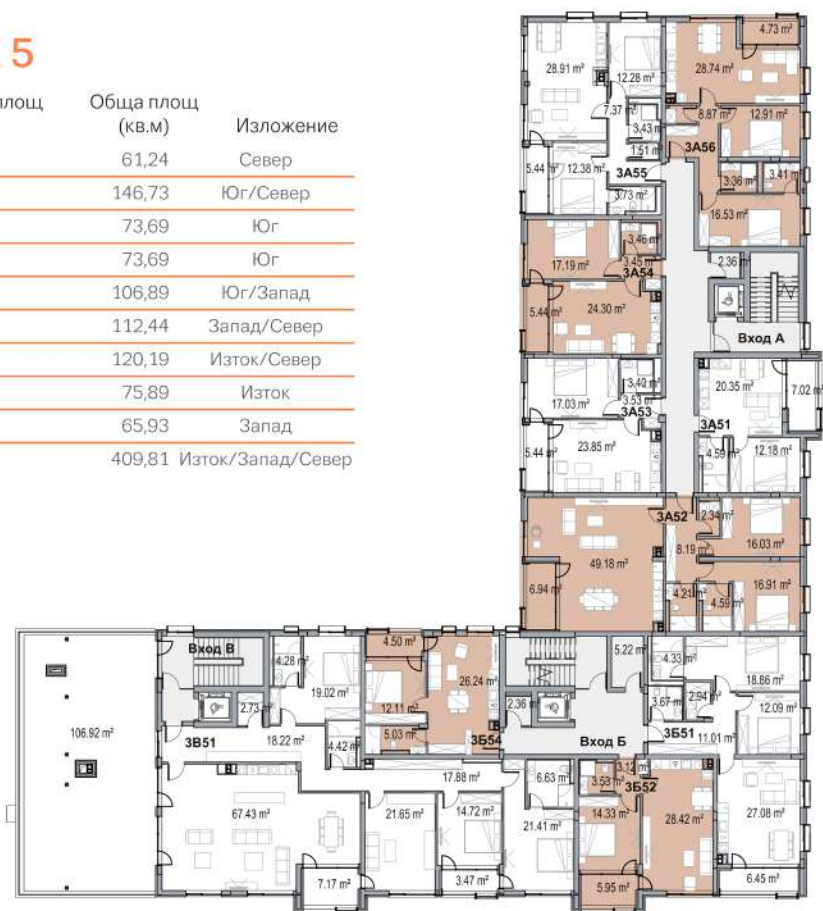 5
площ
Обща площ
(кв.м)
Изложение
61,24 Север
146,73 Юг/Север
73,69 Юг
73,69 Юг
106,89 Юг/Запад
112,44 Запад/Север
120,19 Изток/Север
75,89 Изток
65,93 Запад
409,81 Изток/Запад/Север
4.73 m²
28.91 m²
12.28 m²
28.74 m²
7.37 m²
3.43 m²
8.87 m²
12.91 m²
1.51 m²
3А56
5.44 m²
12.38 m²
3А55
3.36 m²
3.41 m²
3.73 m²
16.53 m²
3.46 m²
17.19 m²
3.45 m²
3А54
2.36 m²
5.44 m²
24.30 m²
Вход А
3.40 m²
17.03 m²
3.53 m²
3А53
20.35 m²
7.02 m²
3А51
5.44 m²
23.85 m²
4.59 m²
12.18 m²
3А52
2.34 m²
16.03 m²
8.19 m²
49.18 m²
6.94 m²
16.91 m²
4.21 m²
4.59 m²
Вход В
4.28 m²
4.50 m²
5.22 m²
4.33 m²
19.02 m²
26.24 m²
18.86 m²
2.73 m²
12.11 m²
2.36 m²
3.67 m²
2.94 m²
12.09 m²
106.92 m²
3В51
18.22 m²
4.42 m²
5.03 m²
3Б54
Вход Б
3Б51
11.01 m²
17.88 m²
6.63 m²
3.53 m²
3.12 m²
3Б52
67.43 m²
21.65 m²
14.72 m²
21.41 m²
14.33 m²
28.42 m²
27.08 m²
7.17 m²
3.47 m²
5.95 m²
6.45 m²